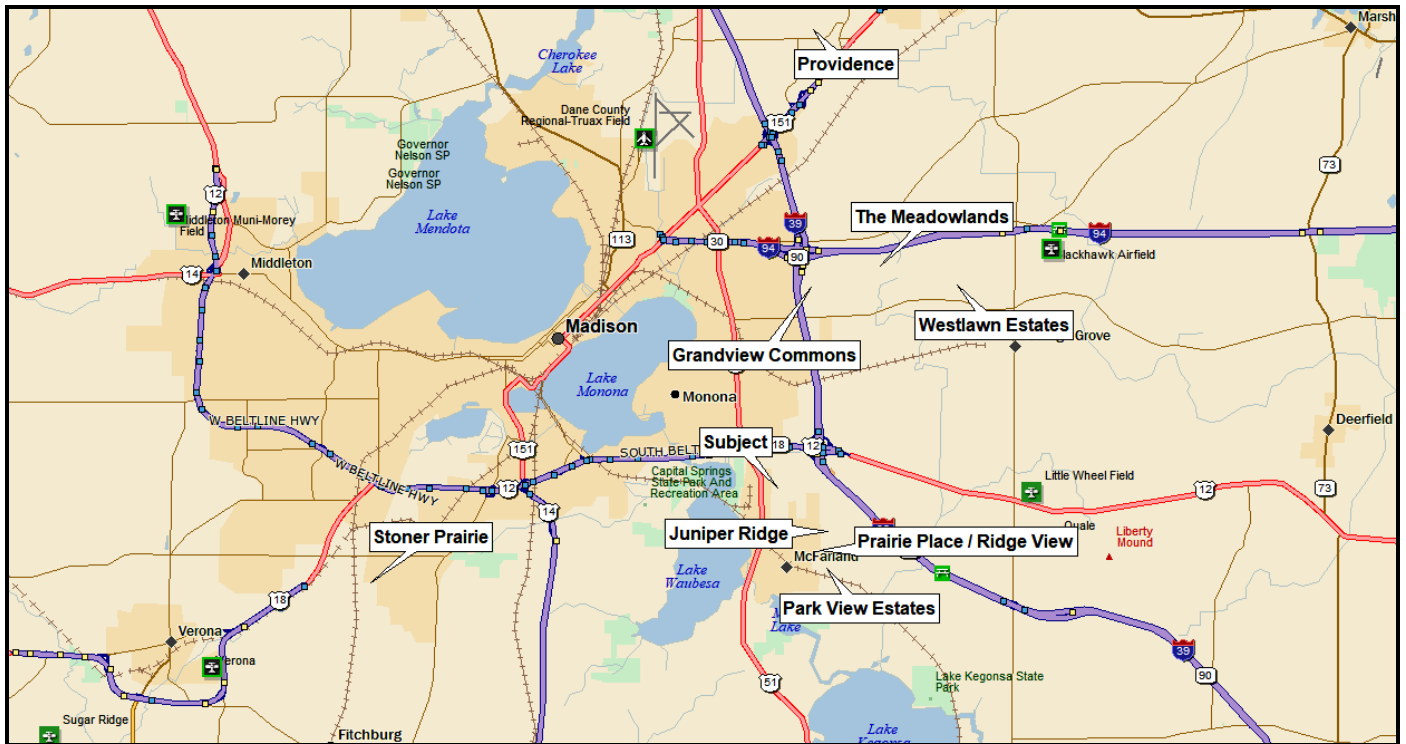 Marsh
Cherokee
Lake
Providence
Dane County
Regional-Truax Field
151
Governor
Nelson SP
Governor
Nelson SP
73
12
Middleton Muni-Morey
Field
Lake
Mendota
The Meadowlands
39
113
30
94
94
90
Blackhawk Airfield
14
Middleton
Madison
Westlawn Estates
Grove
Grandview Commons
Lake
Monona
Monona
W BELTLINE HWY
Deerfield
Subject
18
12
151
SOUTH BELT
Capital Springs
State Park And
Recreation Area
W BELTLINE HWY
12
Little Wheel Field
12
73
14
Stoner Prairie
Juniper Ridge
Prairie Place / Ridge View
Liberty
Mound
McFarland
Lake
Waubesa
18
Park View Estates
Lake
Verona
Verona
39
90
51
Lake Kegonsa State
Park
Sugar Ridge
Fitchburg
Lake
Kegonsa